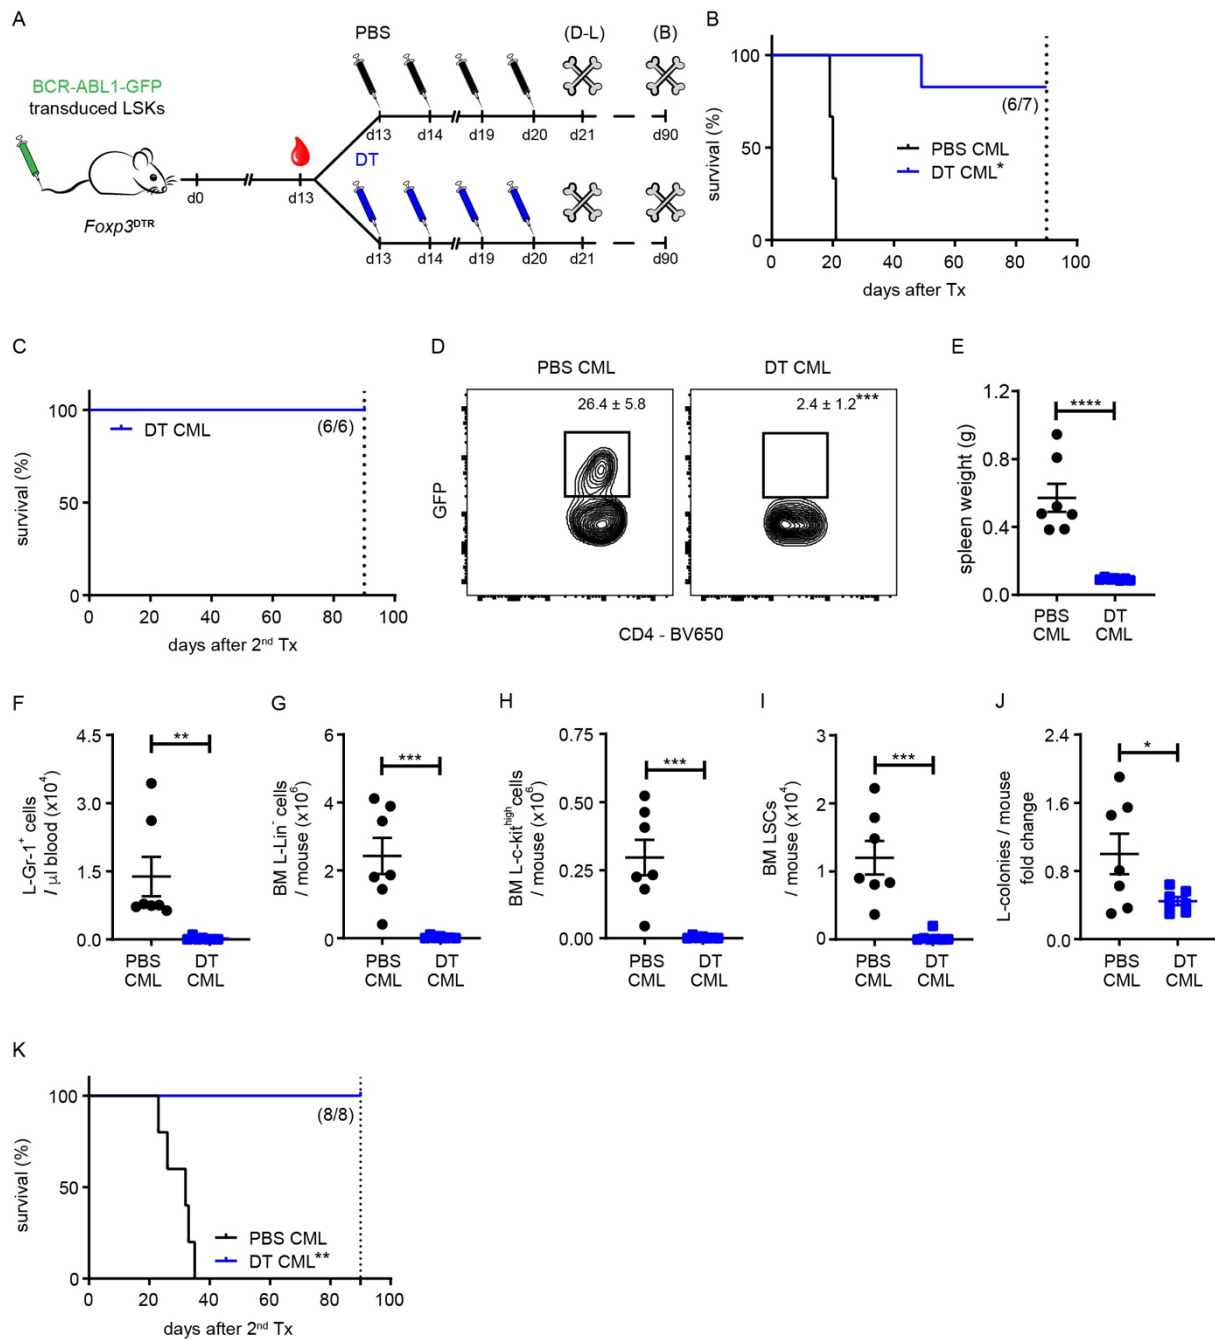 A
PBS
(D-L)
(B)
BCR-ABL1-GFP
transduced LSKs
d13
d14
d19
d20
d21
d90
DT
d0
d13
Foxp3ᴰᵀᴿ
d13
d14
d19
d20
d21
d90
B
100
50
0
survival (%)
(6/7)
PBS CML
DT CML*
0 20 40 60 80 100
days after Tx
C
100
50
0
survival (%)
DT CML
(6/6)
0 20 40 60 80 100
days after 2ⁿᵈ Tx
D
PBS CML
DT CML
26.4 ± 5.8
2.4 ± 1.2***
GFP
CD4 - BV650
E
1.2
0.8
0.4
0.0
spleen weight (g)
****
PBS
CML
DT
CML
F
4.5
3.0
1.5
0.0
L-Gr-1⁺ cells
/ µl blood (x10⁴)
**
PBS
CML
DT
CML
G
6
4
2
0
BM L-Lin⁻ cells
/ mouse (x10⁶)
***
PBS
CML
DT
CML
H
0.75
0.50
0.25
0.00
BM L-c-kitʰⁱᵍʰ cells
/ mouse (x10⁶)
***
PBS
CML
DT
CML
I
3
2
1
0
BM LSCs
/ mouse (x10⁴)
***
PBS
CML
DT
CML
J
2.4
1.6
0.8
0.0
L-colonies / mouse
fold change
*
PBS
CML
DT
CML
K
100
50
0
survival (%)
(8/8)
PBS CML
DT CML**
0 20 40 60 80 100
days after 2ⁿᵈ Tx